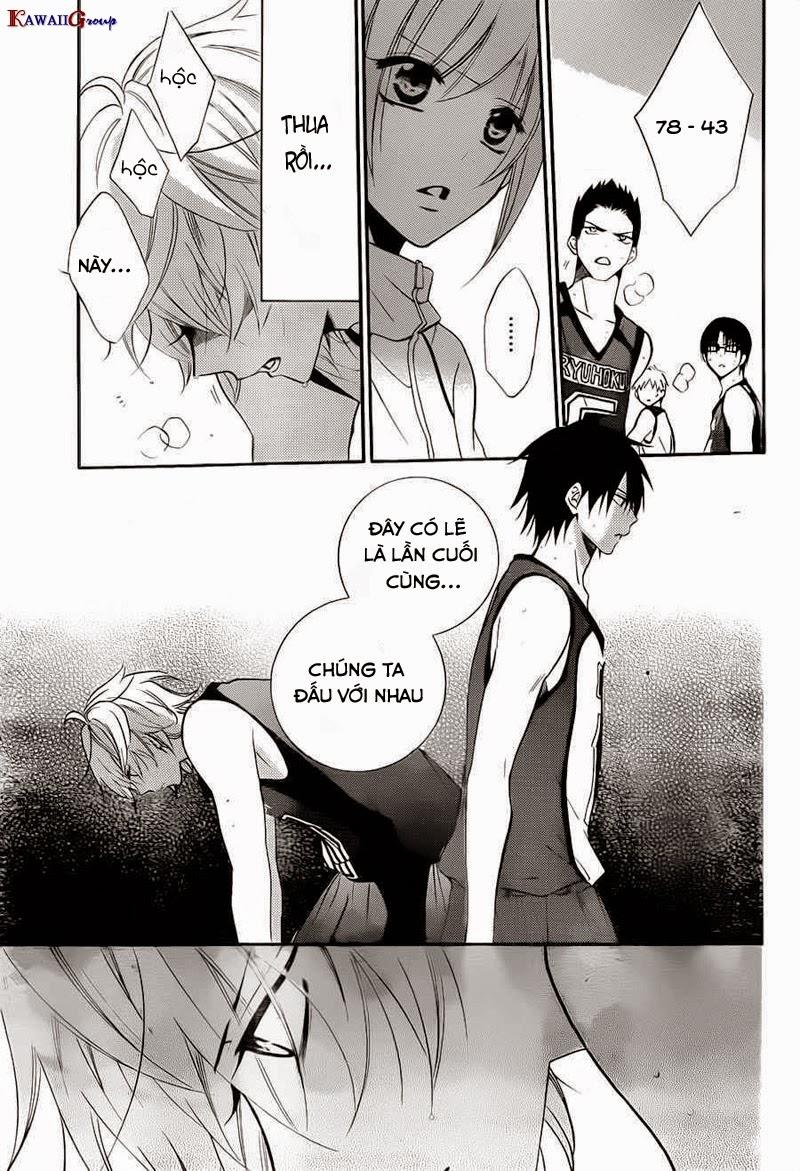 KAWAIIGroup
78 - 43
RYUHOKU
.......
THUA
RỒI...
HỘC
HỘC
NÀY...
ĐÂY CÓ LẼ
LÀ LẦN CUỐI
CÙNG...
CHÚNG TA
ĐẤU VỚI NHAU